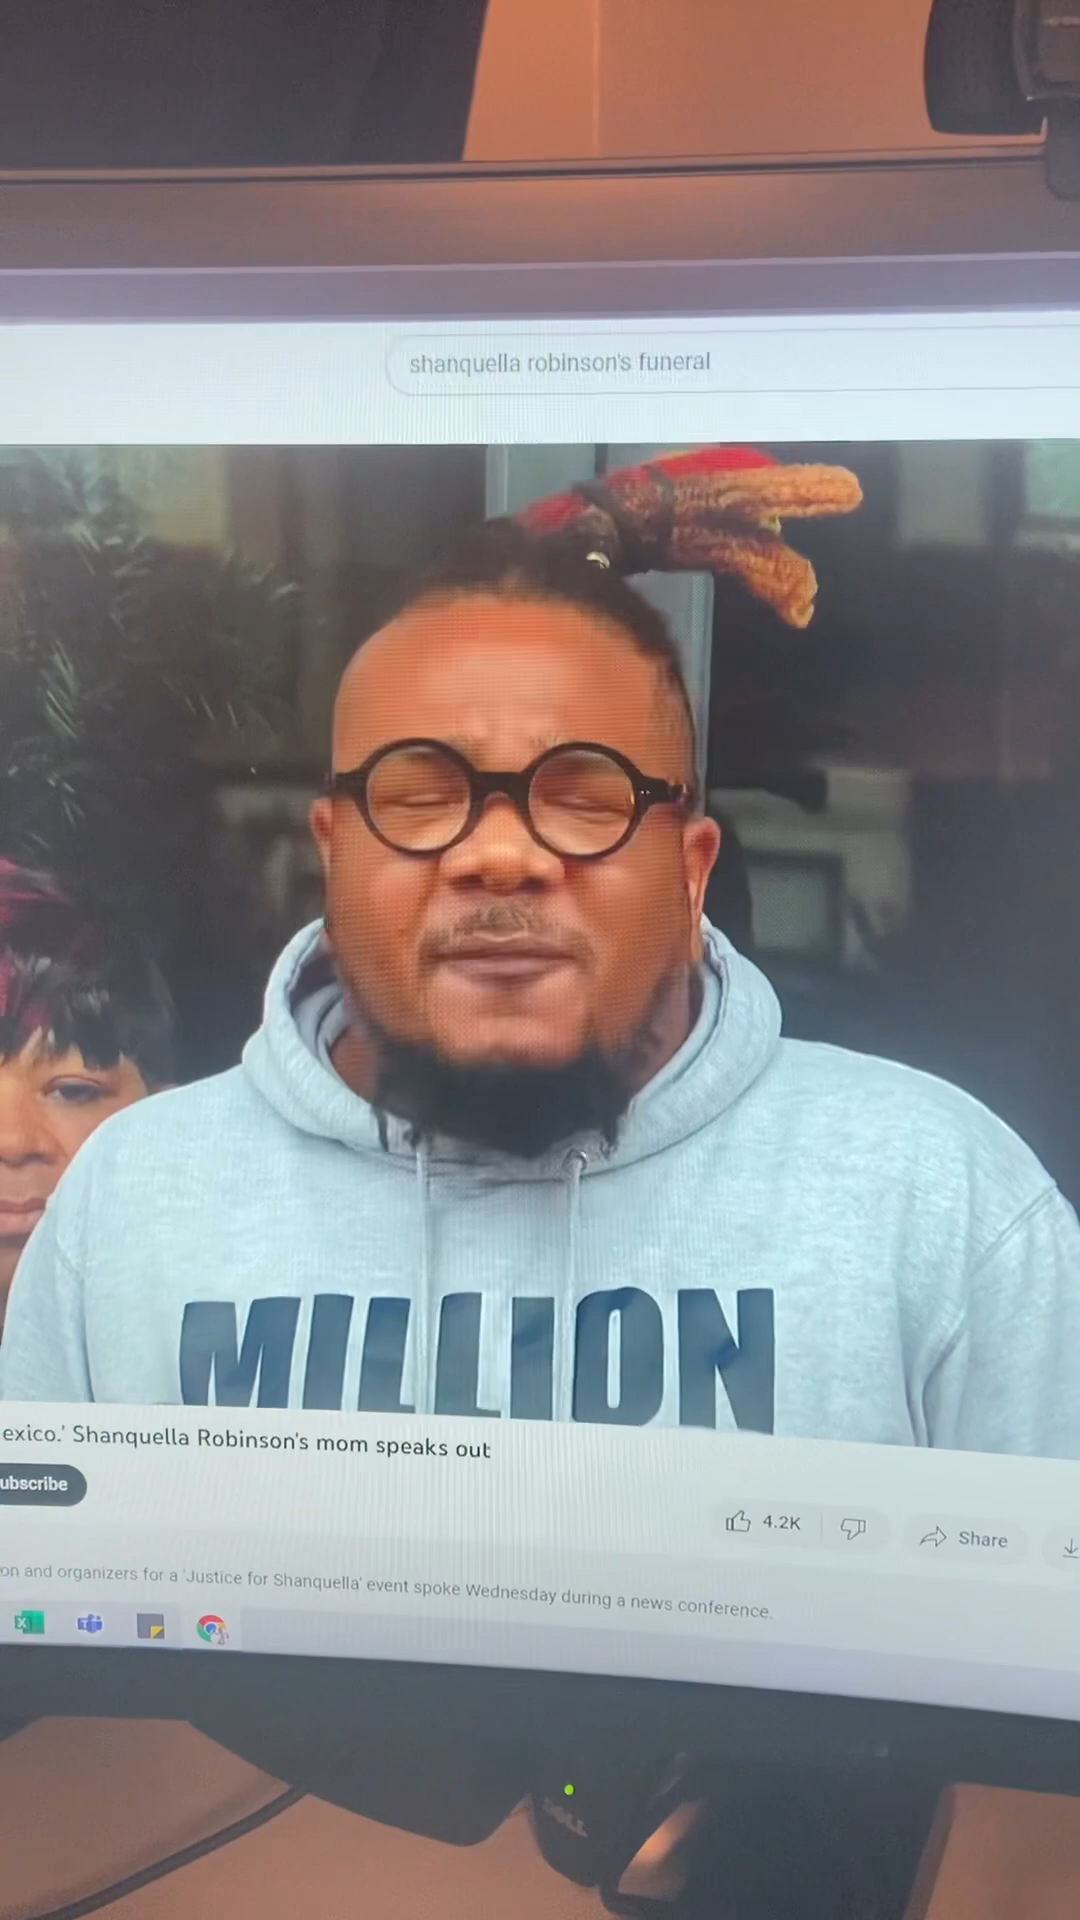 shanquella robinson's funeral
MILLION
exico.' Shanquella Robinson's mom speaks out
ubscribe
4.2K
Share
on and organizers for a 'Justice for Shanquella' event spoke Wednesday during a news conference.
DELL